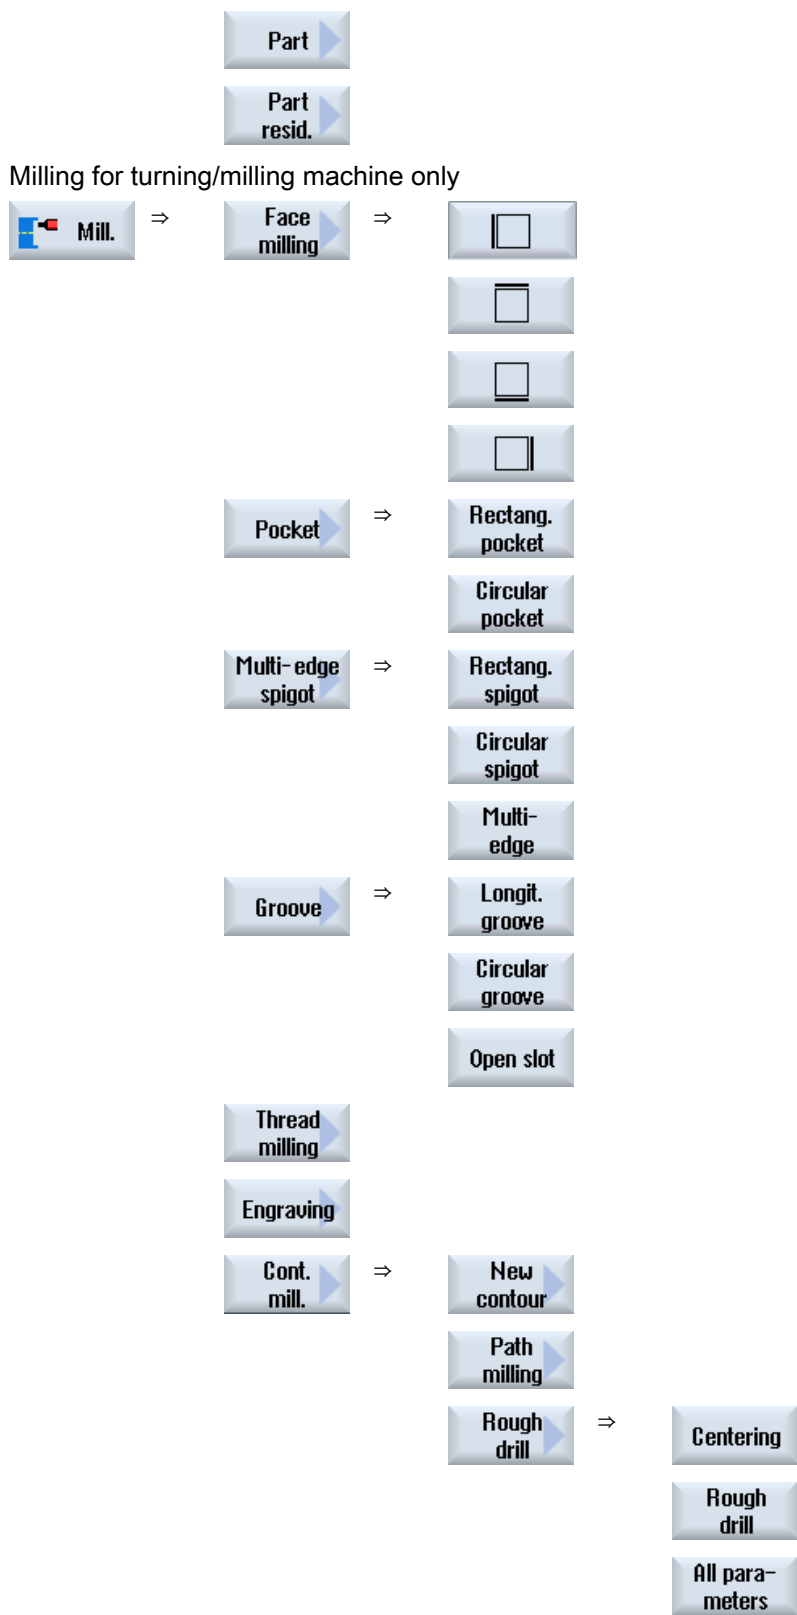 Part
Part
resid.
Milling for turning/milling machine only
Mill. ⇒ Face
milling ⇒
Pocket ⇒ Rectang.
pocket
Circular
pocket
Multi-edge
spigot ⇒ Rectang.
spigot
Circular
spigot
Multi-
edge
Groove ⇒ Longit.
groove
Circular
groove
Open slot
Thread
milling
Engraving
Cont.
mill. ⇒ New
contour
Path
milling
Rough
drill ⇒ Centering
Rough
drill
All para-
meters